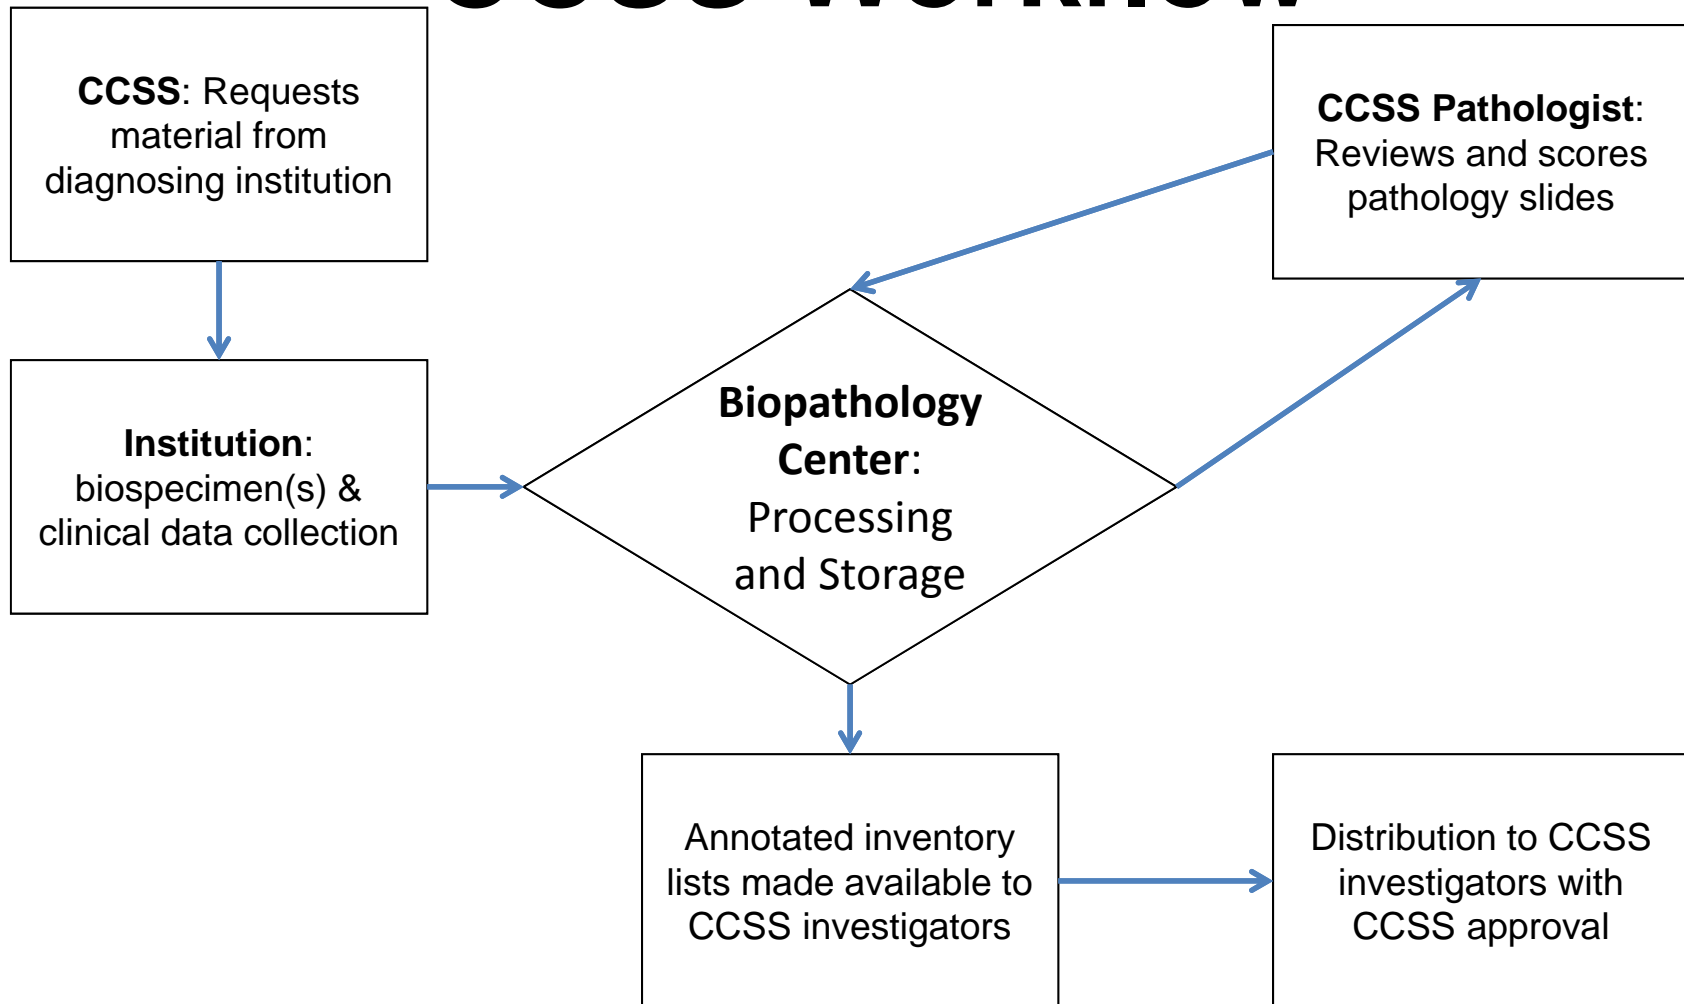 CCSS Workflow
CCSS: Requests
material from
diagnosing institution
CCSS Pathologist:
Reviews and scores
pathology slides
Institution:
biospecimen(s) &
clinical data collection
Biopathology
Center:
Processing
and Storage
Annotated inventory
lists made available to
CCSS investigators
Distribution to CCSS
investigators with
CCSS approval